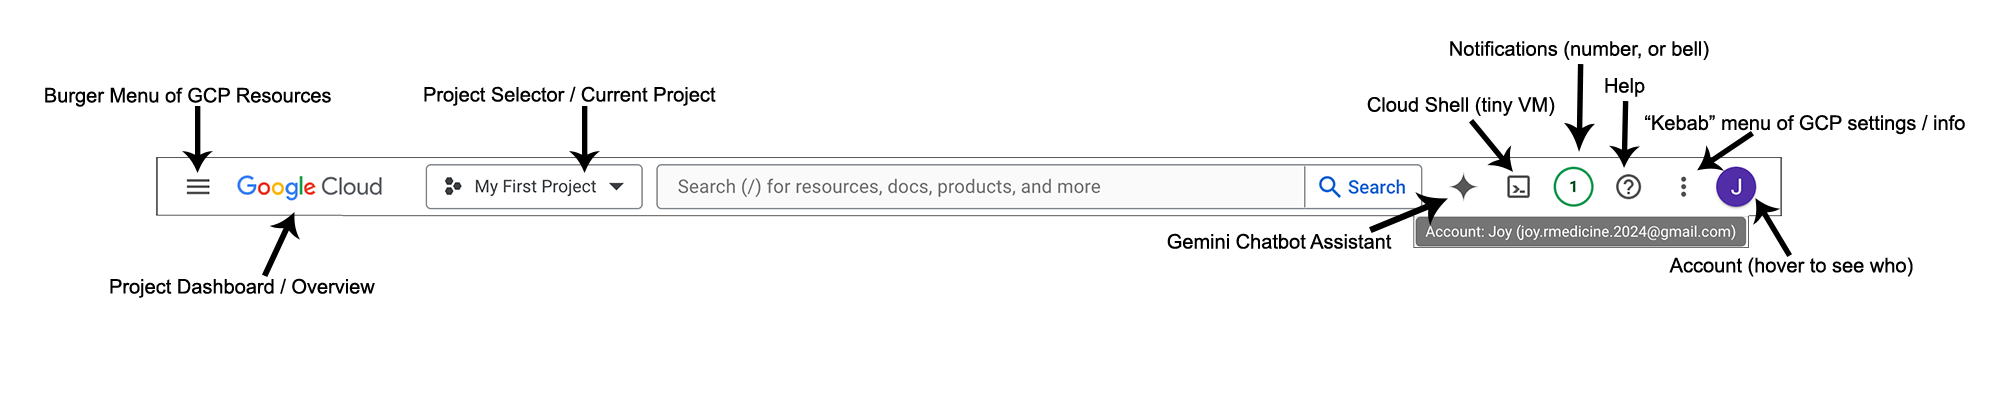 Notifications (number, or bell)
Help
Burger Menu of GCP Resources
Project Selector / Current Project
Cloud Shell (tiny VM)
“Kebab” menu of GCP settings / info
Google Cloud
My First Project
Search (/) for resources, docs, products, and more
Search
1
J
Account: Joy (joy.rmedicine.2024@gmail.com)
Gemini Chatbot Assistant
Account (hover to see who)
Project Dashboard / Overview